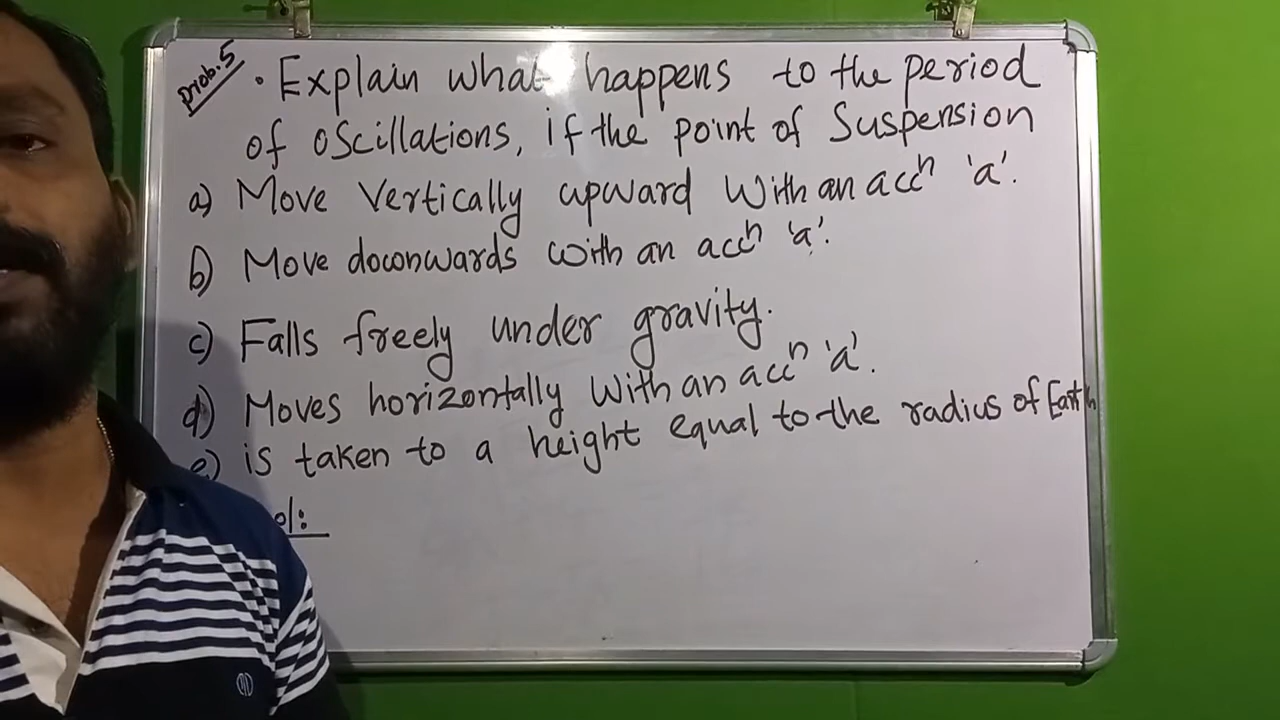 Prob.5
• Explain what happens to the period
of oscillations, if the point of Suspension
a) Move Vertically upward With an accn 'a'.
b) Move doconwards with an accn 'a'.
c) Falls freely under gravity.
d) Moves horizontally With an accn 'a'.
e) is taken to a height equal to the radius of Earth
ol: